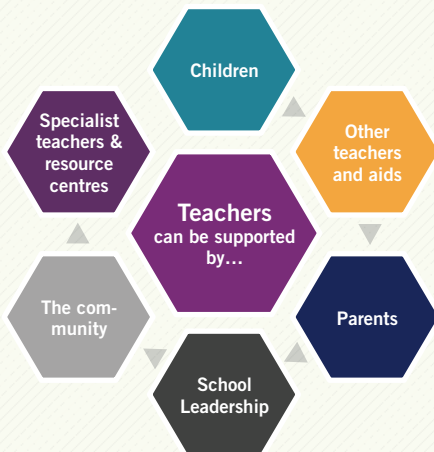 Children
Other
teachers
and aids
Parents
School
Leadership
The com-
munity
Specialist
teachers &
resource
centres
Teachers
can be supported
by…